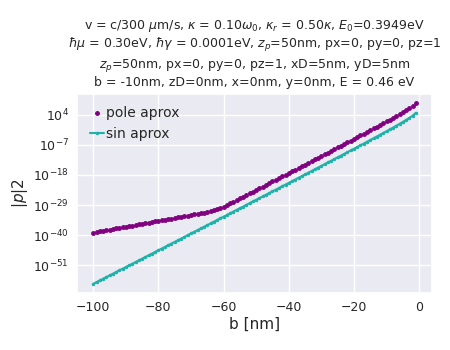 v = c/300 μm/s, κ = 0.10ω₀, κᵣ = 0.50κ, E₀=0.3949eV
ħμ = 0.30eV, ħγ = 0.0001eV, zₚ=50nm, px=0, py=0, pz=1
zₚ=50nm, px=0, py=0, pz=1, xD=5nm, yD=5nm
b = -10nm, zD=0nm, x=0nm, y=0nm, E = 0.46 eV
pole aprox
sin aprox
|p|2
10⁴
10⁻⁷
10⁻¹⁸
10⁻²⁹
10⁻⁴⁰
10⁻⁵¹
−100 −80 −60 −40 −20 0
b [nm]